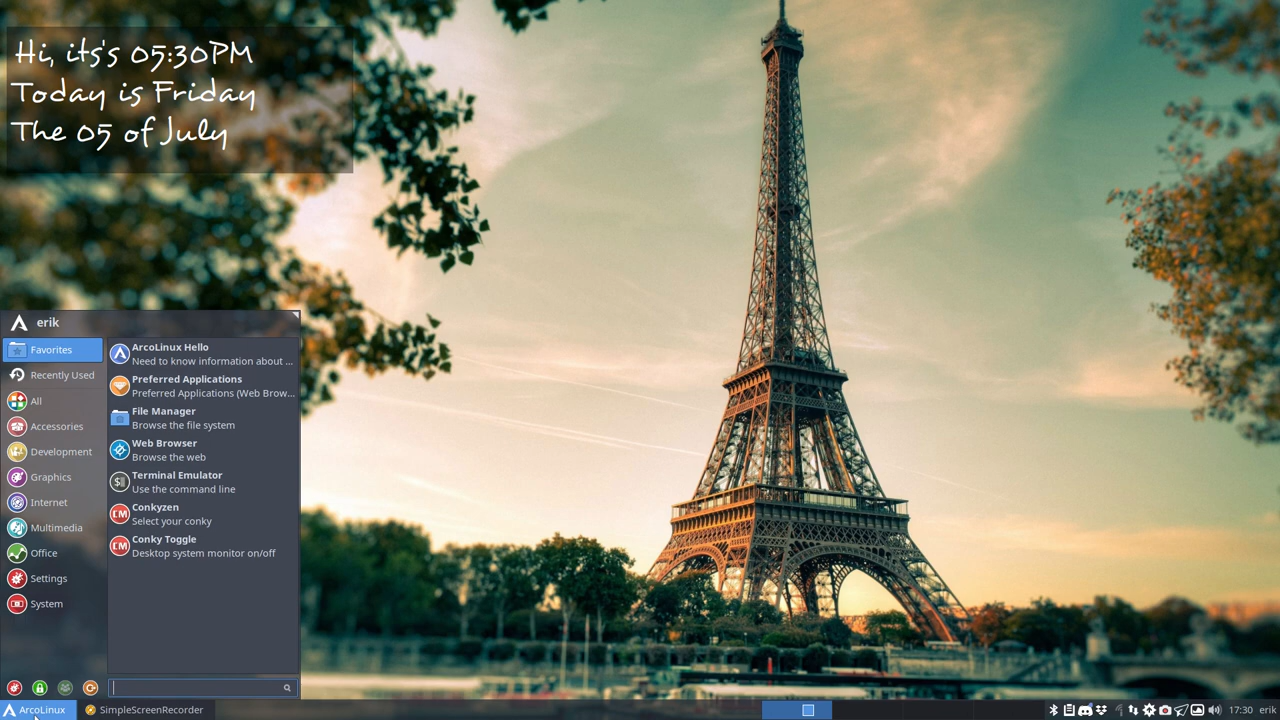 Hi, its's 05:30PM
Today is Friday
The 05 of July
erik
Favorites
Recently Used
All
Accessories
Development
Graphics
Internet
Multimedia
Office
Settings
System
ArcoLinux Hello
Need to know information about ...
Preferred Applications
Preferred Applications (Web Brow...
File Manager
Browse the file system
Web Browser
Browse the web
Terminal Emulator
Use the command line
Conkyzen
Select your conky
Conky Toggle
Desktop system monitor on/off
ArcoLinux
SimpleScreenRecorder
17:30 erik